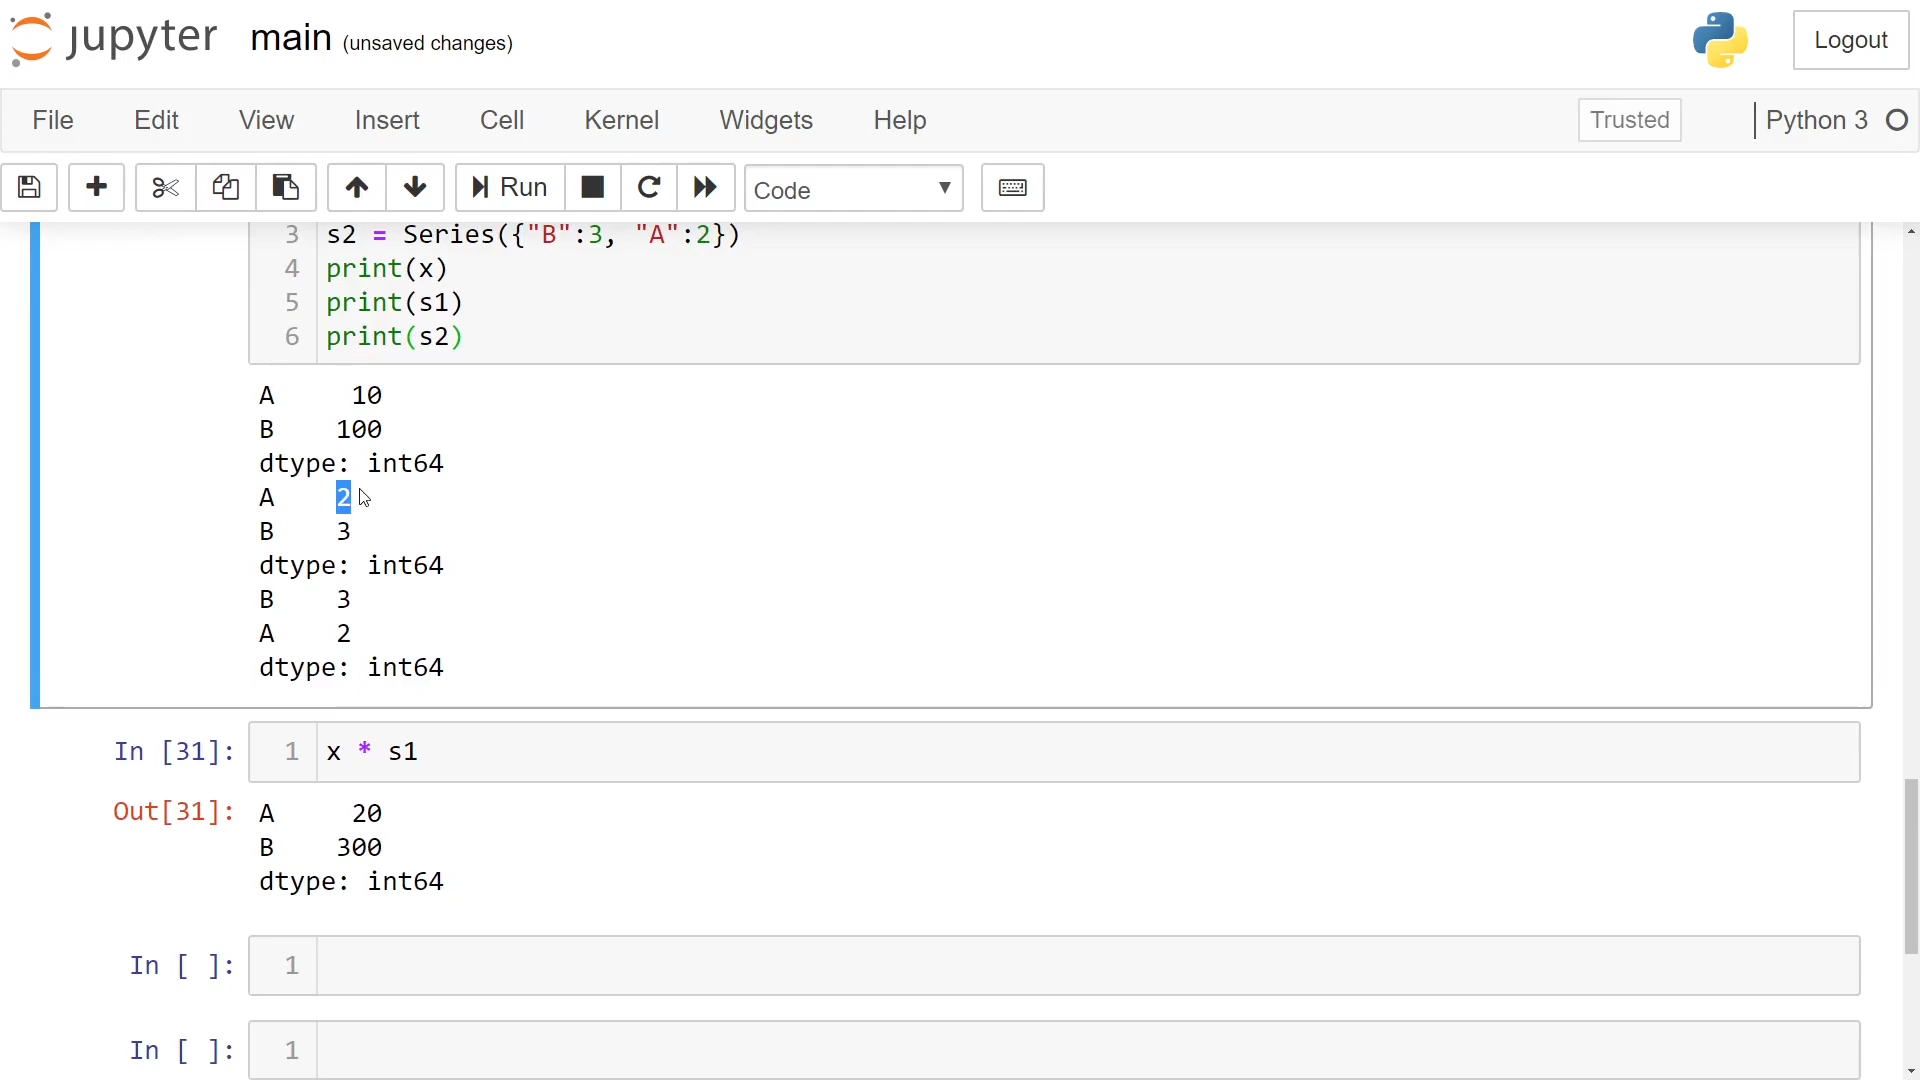 jupyter main (unsaved changes) Logout
File Edit View Insert Cell Kernel Widgets Help Trusted Python 3
Run Code
3 s2 = Series({"B":3, "A":2})
4 print(x)
5 print(s1)
6 print(s2)
A 10
B 100
dtype: int64
A 2
B 3
dtype: int64
B 3
A 2
dtype: int64
In [31]: 1 x * s1
Out[31]: A 20
B 300
dtype: int64
In [ ]: 1
In [ ]: 1